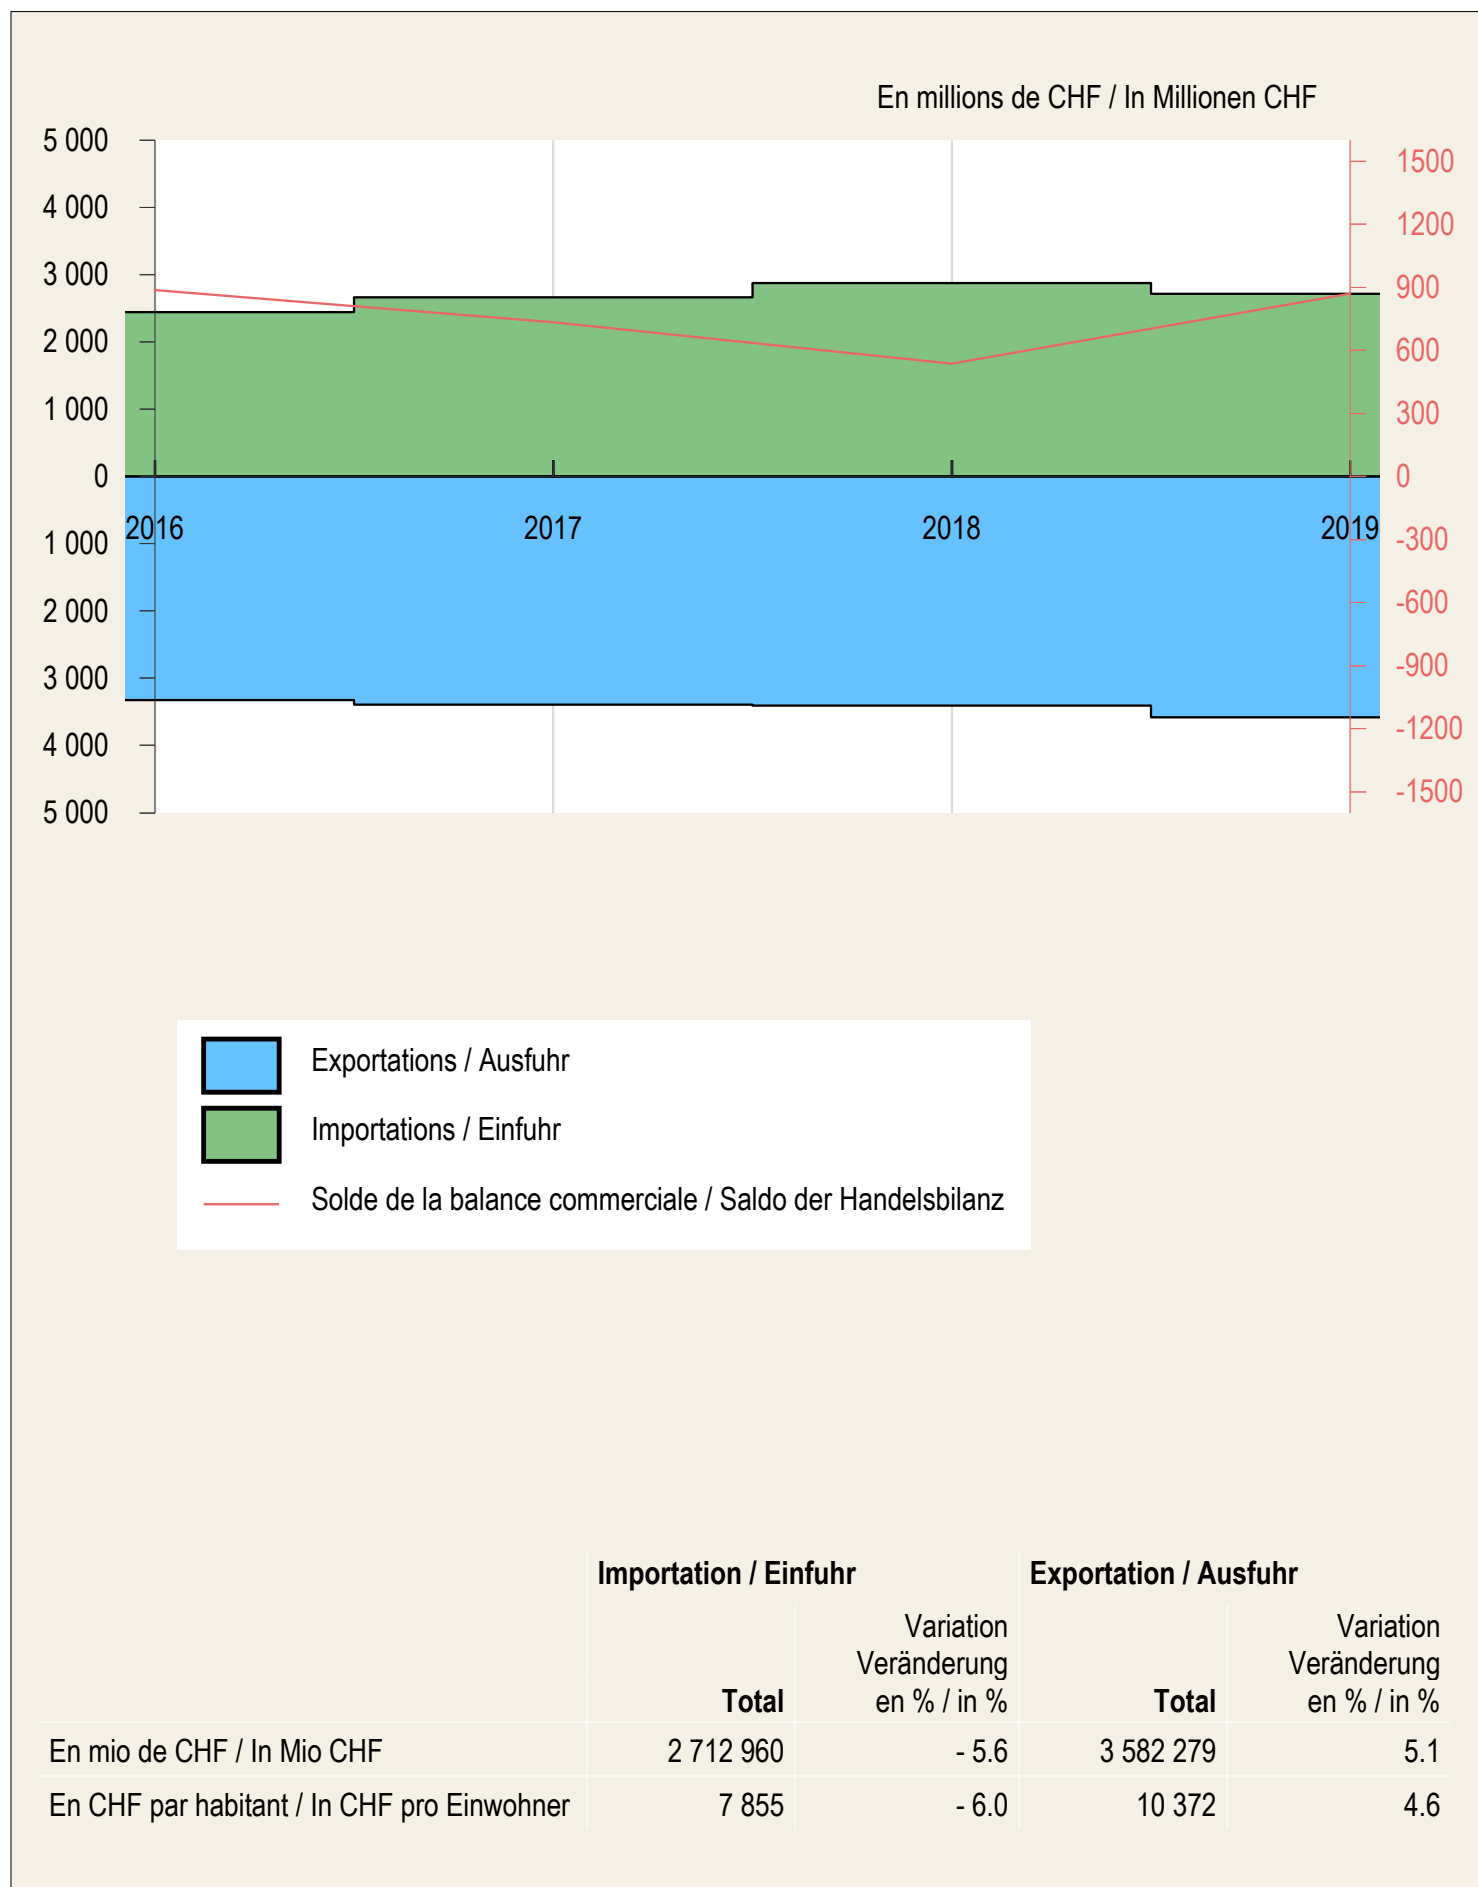 En millions de CHF / In Millionen CHF
5 000
4 000
3 000
2 000
1 000
0
1 000
2 000
3 000
4 000
5 000
1500
1200
900
600
300
0
-300
-600
-900
-1200
-1500
2016 2017 2018 2019
Exportations / Ausfuhr
Importations / Einfuhr
Solde de la balance commerciale / Saldo der Handelsbilanz
Importation / Einfuhr Exportation / Ausfuhr
Variation Variation
Veränderung Veränderung
Total en % / in % Total en % / in %
En mio de CHF / In Mio CHF 2 712 960 - 5.6 3 582 279 5.1
En CHF par habitant / In CHF pro Einwohner 7 855 - 6.0 10 372 4.6